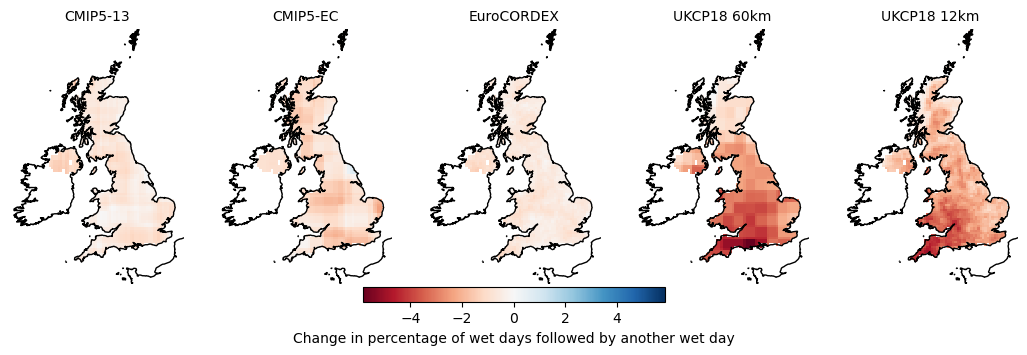 CMIP5-13 CMIP5-EC EuroCORDEX UKCP18 60km UKCP18 12km
−4 −2 0 2 4
Change in percentage of wet days followed by another wet day